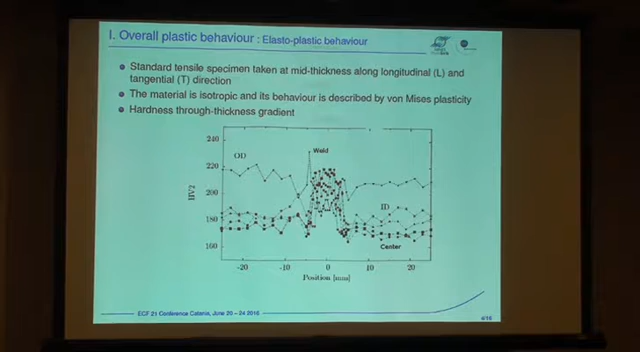 I. Overall plastic behaviour : Elasto-plastic behaviour
Standard tensile specimen taken at mid-thickness along longitudinal (L) and
tangential (T) direction
The material is isotropic and its behaviour is described by von Mises plasticity
Hardness through-thickness gradient
240
OD
Weld
220
HV2
200
ID
180
Center
160
-20 -10 0 10 20
Position [mm]
ECF 21 Conference Catania, June 20 – 24 2016
4/16